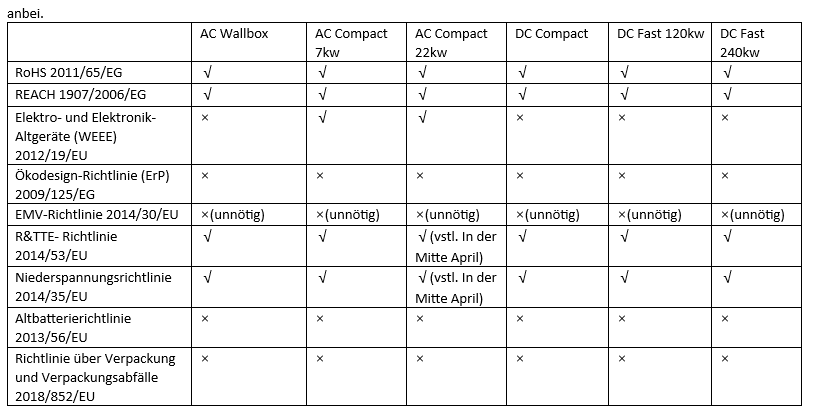 anbei.
AC Wallbox AC Compact 7kw AC Compact 22kw DC Compact DC Fast 120kw DC Fast 240kw
RoHS 2011/65/EG √ √ √ √ √ √
REACH 1907/2006/EG √ √ √ √ √ √
Elektro- und Elektronik-
Altgeräte (WEEE)
2012/19/EU × √ √ × × ×
Ökodesign-Richtlinie (ErP)
2009/125/EG × × × × × ×
EMV-Richtlinie 2014/30/EU ×(unnötig) ×(unnötig) ×(unnötig) ×(unnötig) ×(unnötig) ×(unnötig)
R&TTE- Richtlinie
2014/53/EU √ √ √ (vstl. In der Mitte April) √ √ √
Niederspannungsrichtlinie
2014/35/EU √ √ √ (vstl. In der Mitte April) √ √ √
Altbatterierichtlinie
2013/56/EU × × × × × ×
Richtlinie über Verpackung
und Verpackungsabfälle
2018/852/EU × × × × × ×